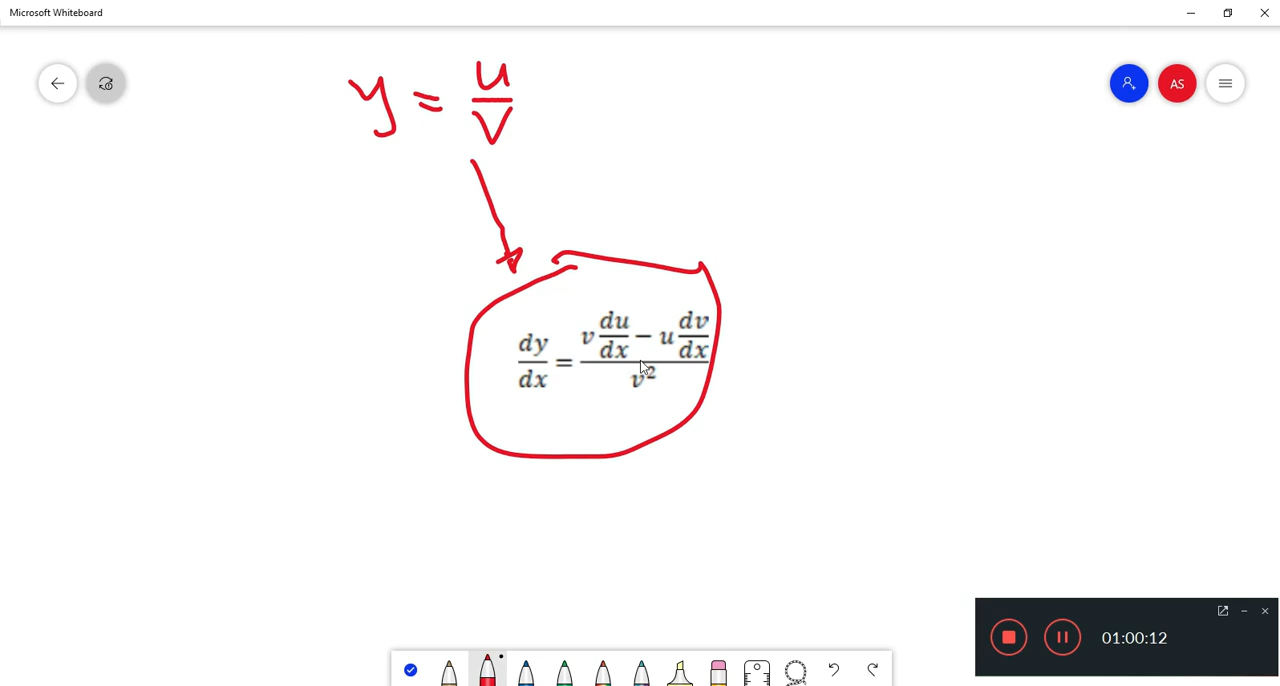 Microsoft Whiteboard
AS
y = u/v
dy/dx = (v du/dx − u dv/dx)/v²
01:00:12